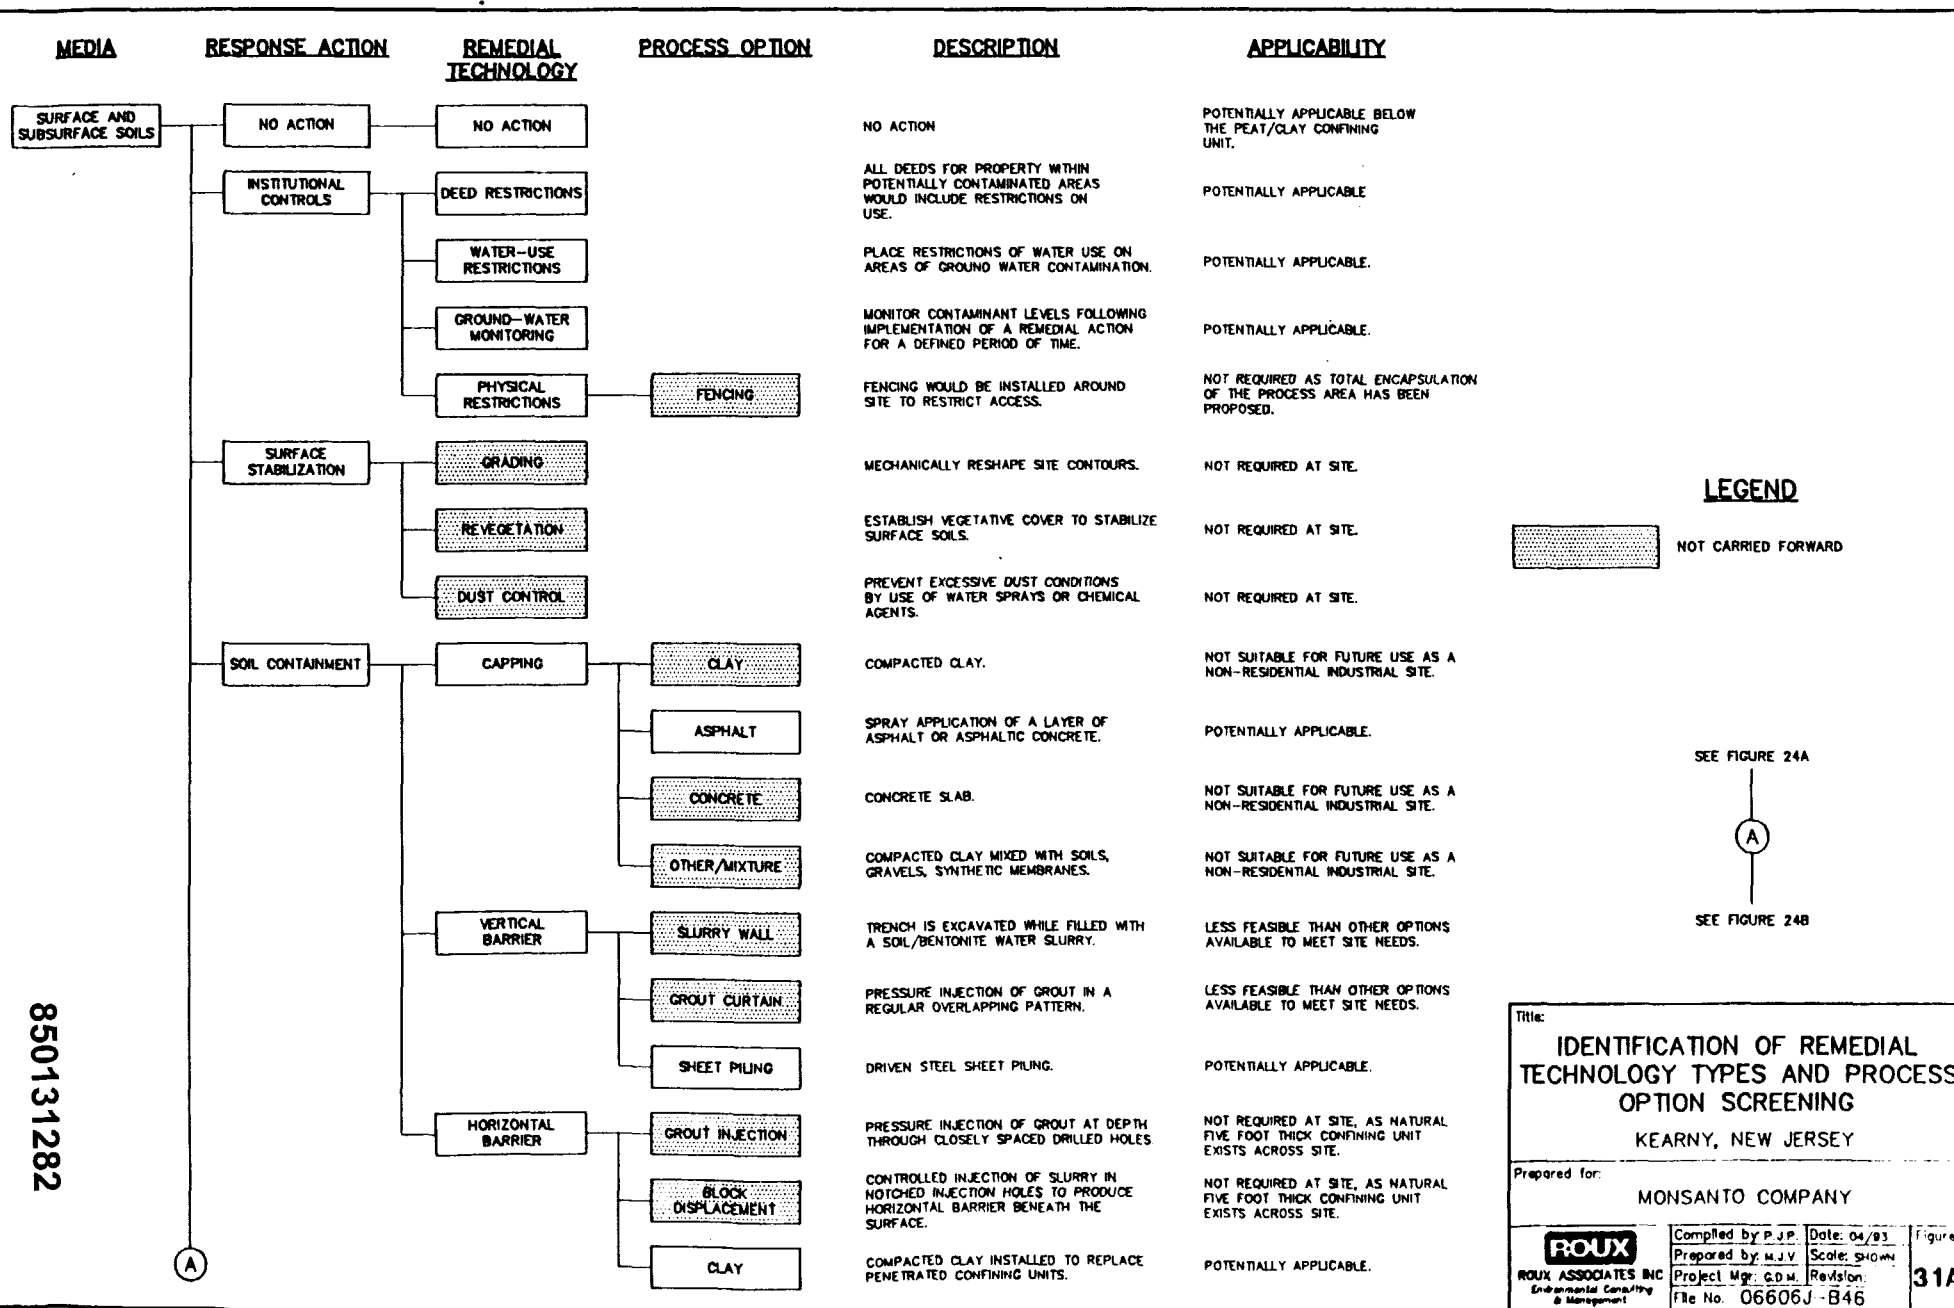 MEDIA
RESPONSE ACTION
REMEDIAL
TECHNOLOGY
PROCESS OPTION
DESCRIPTION
APPLICABILITY
SURFACE AND
SUBSURFACE SOILS
NO ACTION
NO ACTION
NO ACTION
POTENTIALLY APPLICABLE BELOW
THE PEAT/CLAY CONFINING
UNIT.
INSTITUTIONAL
CONTROLS
DEED RESTRICTIONS
ALL DEEDS FOR PROPERTY WITHIN
POTENTIALLY CONTAMINATED AREAS
WOULD INCLUDE RESTRICTIONS ON
USE.
POTENTIALLY APPLICABLE
WATER-USE
RESTRICTIONS
PLACE RESTRICTIONS OF WATER USE ON
AREAS OF GROUND WATER CONTAMINATION.
POTENTIALLY APPLICABLE.
GROUND-WATER
MONITORING
MONITOR CONTAMINANT LEVELS FOLLOWING
IMPLEMENTATION OF A REMEDIAL ACTION
FOR A DEFINED PERIOD OF TIME.
POTENTIALLY APPLICABLE.
PHYSICAL
RESTRICTIONS
FENCING
FENCING WOULD BE INSTALLED AROUND
SITE TO RESTRICT ACCESS.
NOT REQUIRED AS TOTAL ENCAPSULATION
OF THE PROCESS AREA HAS BEEN
PROPOSED.
SURFACE
STABILIZATION
GRADING
MECHANICALLY RESHAPE SITE CONTOURS.
NOT REQUIRED AT SITE.
REVEGETATION
ESTABLISH VEGETATIVE COVER TO STABILIZE
SURFACE SOILS.
NOT REQUIRED AT SITE.
DUST CONTROL
PREVENT EXCESSIVE DUST CONDITIONS
BY USE OF WATER SPRAYS OR CHEMICAL
AGENTS.
NOT REQUIRED AT SITE.
SOIL CONTAINMENT
CAPPING
CLAY
COMPACTED CLAY.
NOT SUITABLE FOR FUTURE USE AS A
NON-RESIDENTIAL INDUSTRIAL SITE.
ASPHALT
SPRAY APPLICATION OF A LAYER OF
ASPHALT OR ASPHALTIC CONCRETE.
POTENTIALLY APPLICABLE.
CONCRETE
CONCRETE SLAB.
NOT SUITABLE FOR FUTURE USE AS A
NON-RESIDENTIAL INDUSTRIAL SITE.
OTHER/MIXTURE
COMPACTED CLAY MIXED WITH SOILS,
GRAVELS, SYNTHETIC MEMBRANES.
NOT SUITABLE FOR FUTURE USE AS A
NON-RESIDENTIAL INDUSTRIAL SITE.
VERTICAL
BARRIER
SLURRY WALL
TRENCH IS EXCAVATED WHILE FILLED WITH
A SOIL/BENTONITE WATER SLURRY.
LESS FEASIBLE THAN OTHER OPTIONS
AVAILABLE TO MEET SITE NEEDS.
GROUT CURTAIN
PRESSURE INJECTION OF GROUT IN A
REGULAR OVERLAPPING PATTERN.
LESS FEASIBLE THAN OTHER OPTIONS
AVAILABLE TO MEET SITE NEEDS.
SHEET PILING
DRIVEN STEEL SHEET PILING.
POTENTIALLY APPLICABLE.
HORIZONTAL
BARRIER
GROUT INJECTION
PRESSURE INJECTION OF GROUT AT DEPTH
THROUGH CLOSELY SPACED DRILLED HOLES
NOT REQUIRED AT SITE, AS NATURAL
FIVE FOOT THICK CONFINING UNIT
EXISTS ACROSS SITE.
BLOCK
DISPLACEMENT
CONTROLLED INJECTION OF SLURRY IN
NOTCHED INJECTION HOLES TO PRODUCE
HORIZONTAL BARRIER BENEATH THE
SURFACE.
NOT REQUIRED AT SITE, AS NATURAL
FIVE FOOT THICK CONFINING UNIT
EXISTS ACROSS SITE.
CLAY
COMPACTED CLAY INSTALLED TO REPLACE
PENETRATED CONFINING UNITS.
POTENTIALLY APPLICABLE.
A
850131282
LEGEND
NOT CARRIED FORWARD
SEE FIGURE 24A
A
SEE FIGURE 24B
Title:
IDENTIFICATION OF REMEDIAL
TECHNOLOGY TYPES AND PROCESS
OPTION SCREENING
KEARNY, NEW JERSEY
Prepared for:
MONSANTO COMPANY
ROUX
ROUX ASSOCIATES INC
Environmental Consulting
& Management
Compiled by: P.J.P.
Date: 04/93
Prepared by: M.J.V.
Scale: SHOWN
Project Mgr: G.D.M.
Revision:
File No. 06606J-B46
Figure
31A